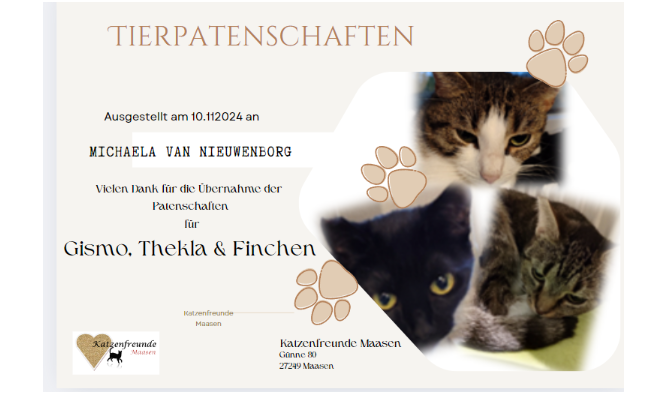 TIERPATENSCHAFTEN
Ausgestellt am 10.112024 an
MICHAELA VAN NIEUWENBORG
Vielen Dank für die Übernahme der
Patenschaften
für
Gismo, Thekla & Finchen
Katzenfreunde
Maasen
Katzenfreunde
Maasen
Katzenfreunde Maasen
Günne 80
27249 Maasen